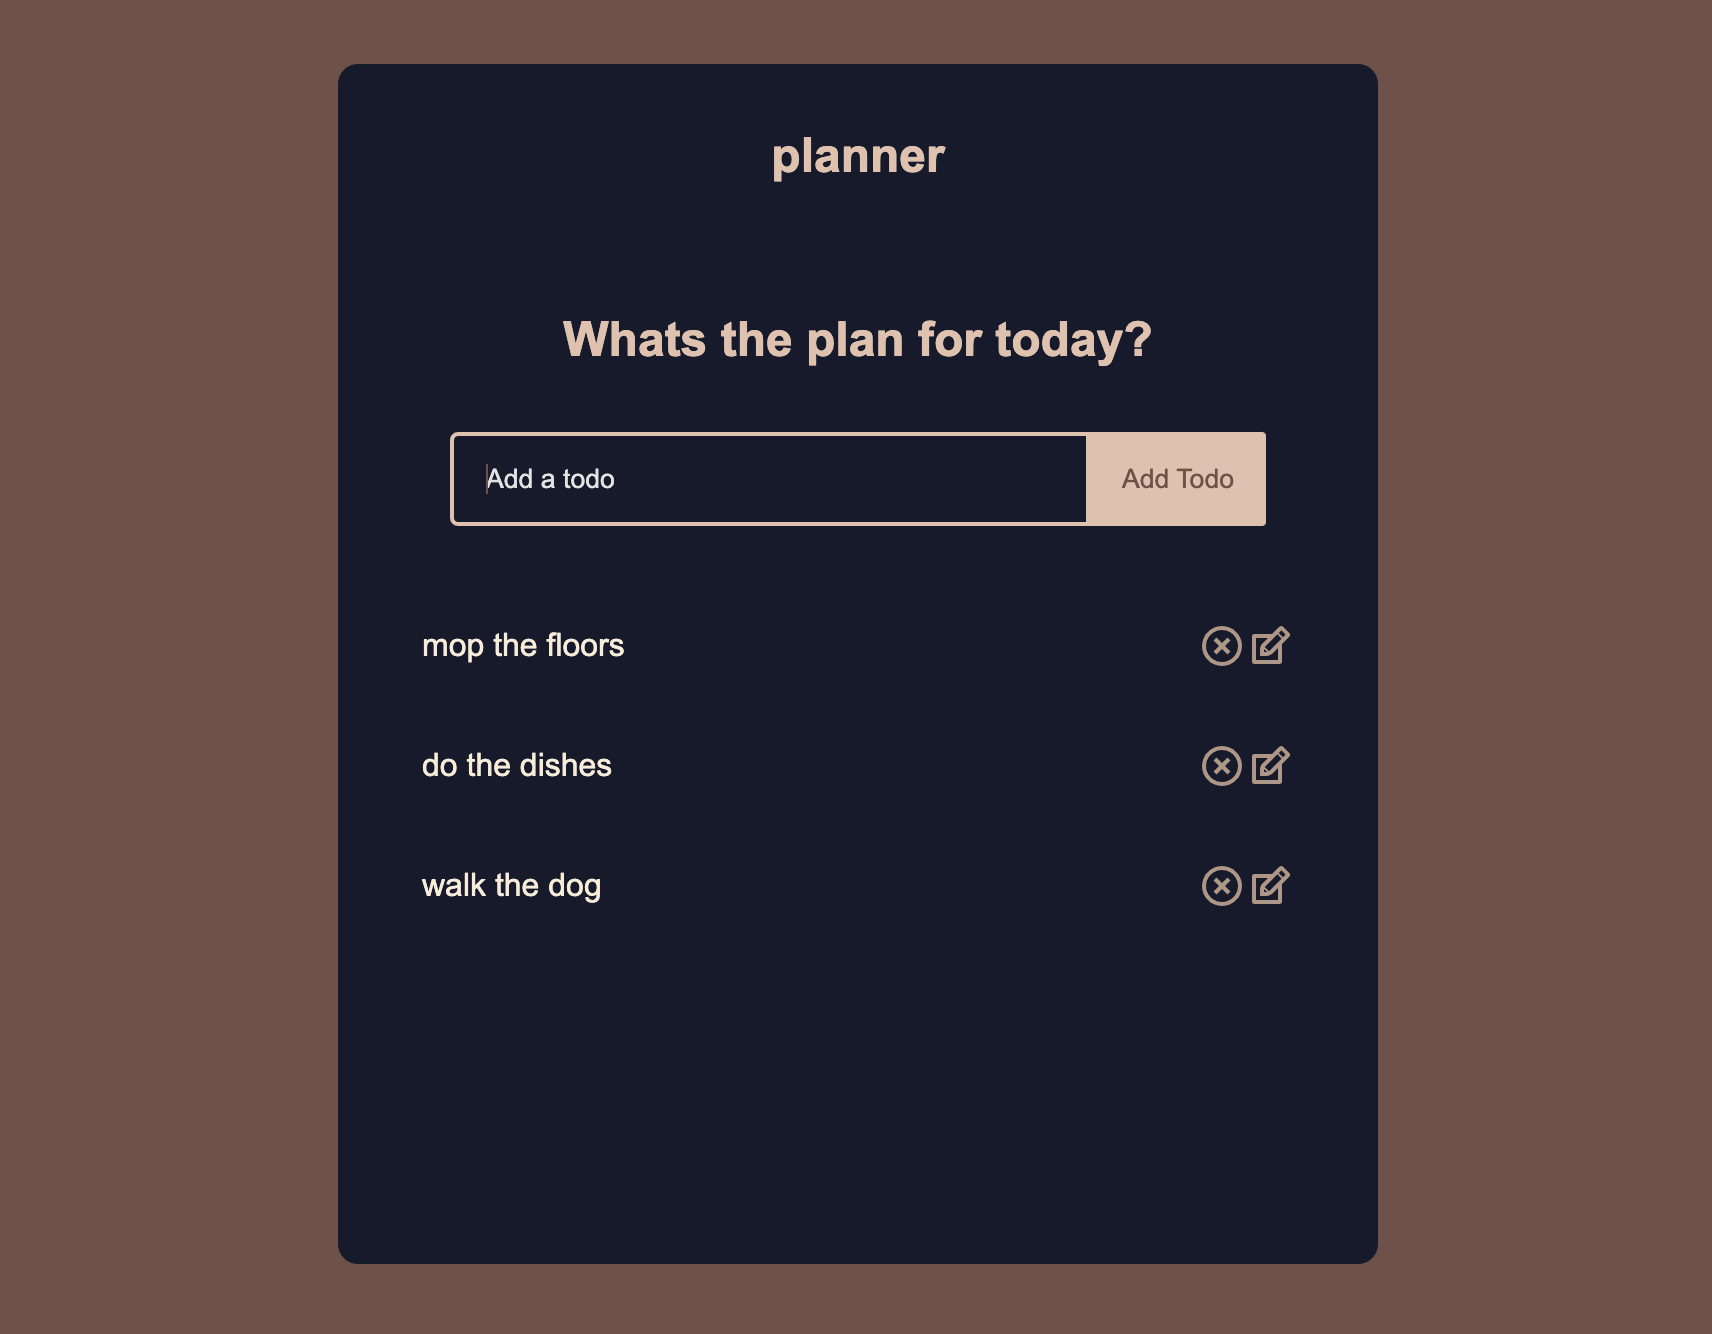 planner
Whats the plan for today?
Add a todo
Add Todo
mop the floors
do the dishes
walk the dog